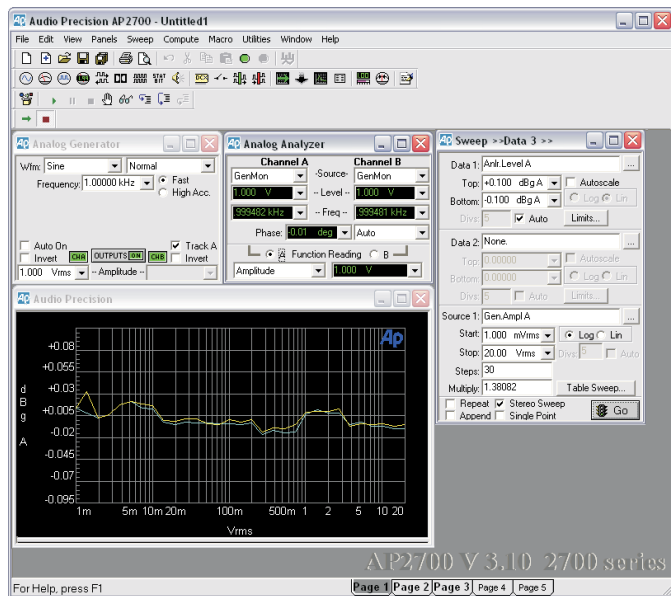 Audio Precision AP2700 - Untitled1
File Edit View Panels Sweep Compute Macro Utilities Window Help
STAT BIT
Analog Generator
Wfm: Sine Normal
Frequency: 1.00000 kHz Fast
High Acc.
Auto On Track A
Invert CHA OUTPUTS ON CHB Invert
1.000 Vrms -- Amplitude --
Analog Analyzer
Channel A Channel B
GenMon -Source- GenMon
1.000 V -- Level -- 1.000 V
.999482 kHz -- Freq -- .999481 kHz
Phase: -0.01 deg Auto
A Function Reading B
Amplitude 1.000 V
Sweep >>Data 3 >>
Data 1: Anlr.Level A ...
Top: +0.100 dBg A Autoscale
Bottom: -0.100 dBg A Log Lin
Divs: 5 Auto Limits...
Data 2: None. ...
Top: 0.00000 Autoscale
Bottom: 0.00000 Log Lin
Divs: 5 Auto Limits...
Source 1: Gen.Ampl.A ...
Start: 1.000 mVrms Log Lin
Stop: 20.00 Vrms Divs: 5 Auto
Steps: 30
Multiply: 1.38082 Table Sweep...
Repeat Stereo Sweep
Append Single Point Go
Audio Precision
Ap
+0.08
+0.055
+0.03
+0.005
-0.02
-0.045
-0.07
-0.095
d
B
g
A
1m 5m 10m 20m 100m 500m 1 2 5 10 20
Vrms
AP2700 V 3.10 2700 series
For Help, press F1 Page 1 Page 2 Page 3 Page 4 Page 5